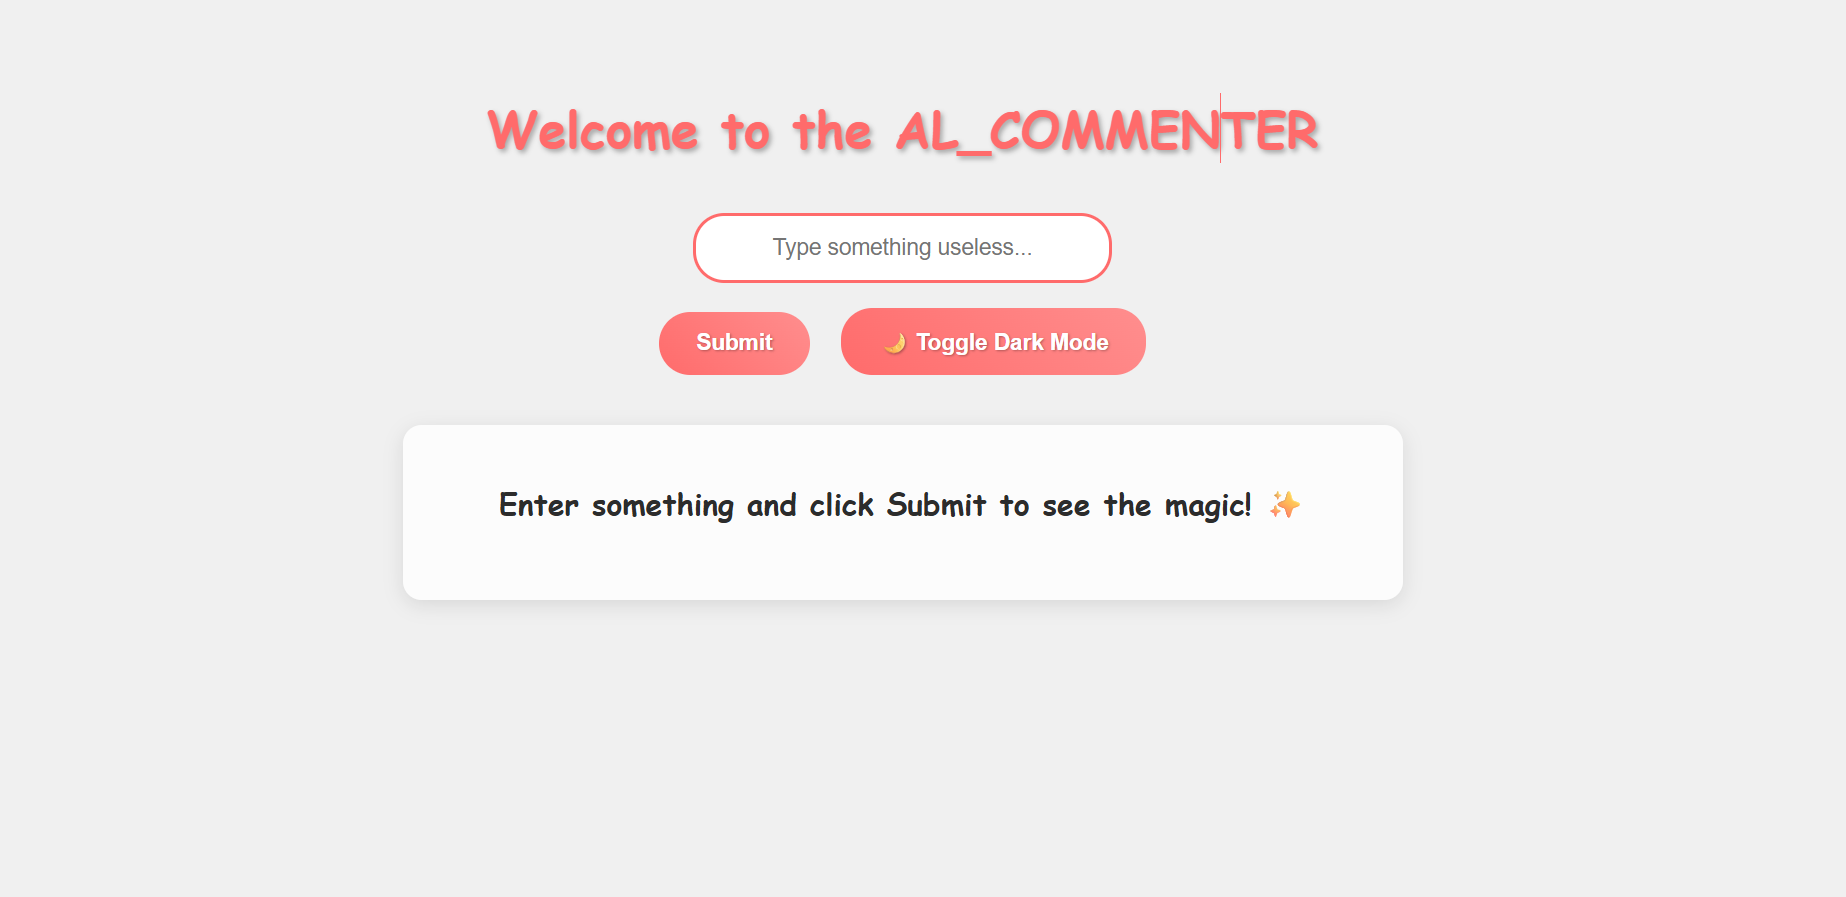 Welcome to the AL_COMMENTER
Type something useless...
Submit
🌙 Toggle Dark Mode
Enter something and click Submit to see the magic! ✨